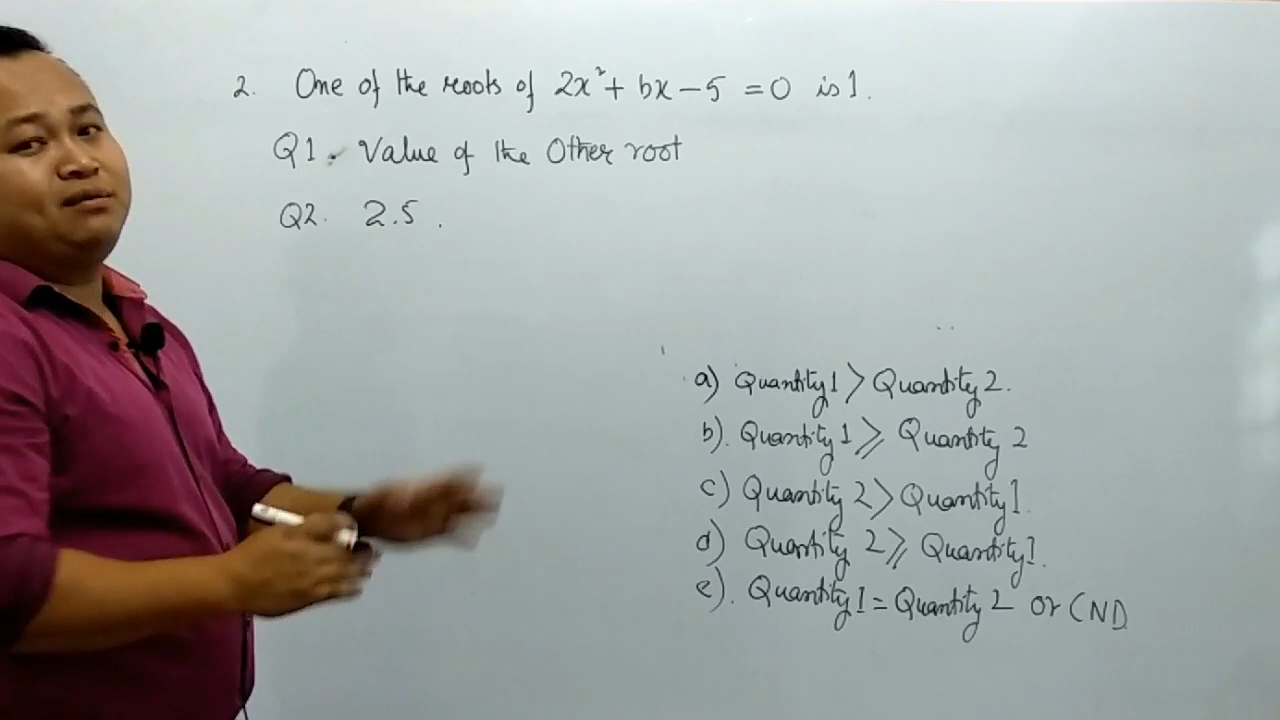 2. One of the roots of 2x²+ bx – 5 = 0 is 1.
Q1. Value of the Other root
Q2. 2.5.
a) Quantity 1 > Quantity 2.
b). Quantity 1 ⩾ Quantity 2
c) Quantity 2 > Quantity 1.
d) Quantity 2 ⩾ Quantity 1.
e). Quantity 1 = Quantity 2 or CND